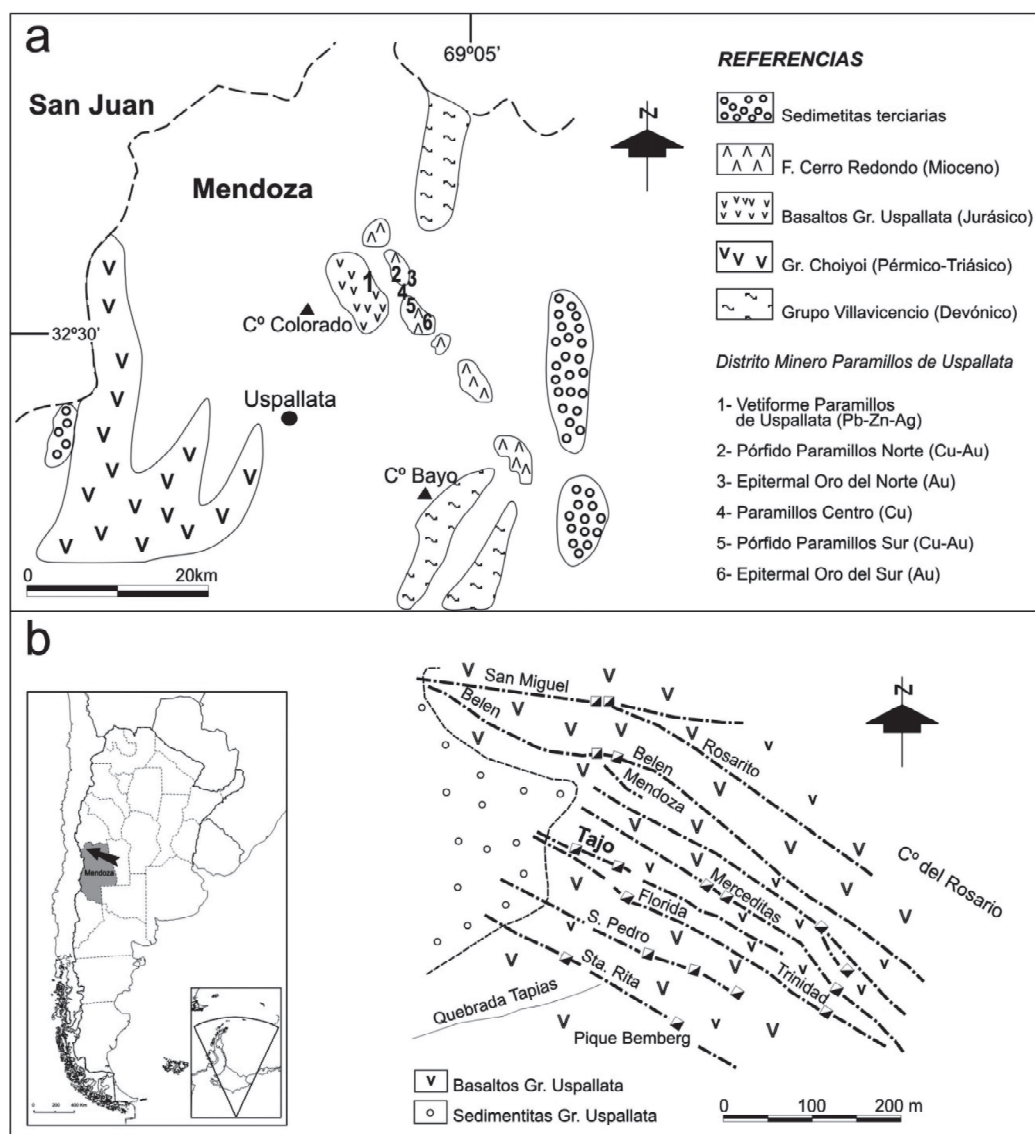 a
69º05'
San Juan
Mendoza
N
32º30'
Cº Colorado
Uspallata
Cº Bayo
1
2
3
4
5
6
0
20km
REFERENCIAS
Sedimetitas terciarias
F. Cerro Redondo (Mioceno)
Basaltos Gr. Uspallata (Jurásico)
Gr. Choiyoi (Pérmico-Triásico)
Grupo Villavicencio (Devónico)
Distrito Minero Paramillos de Uspallata
1- Vetiforme Paramillos
de Uspallata (Pb-Zn-Ag)
2- Pórfido Paramillos Norte (Cu-Au)
3- Epitermal Oro del Norte (Au)
4- Paramillos Centro (Cu)
5- Pórfido Paramillos Sur (Cu-Au)
6- Epitermal Oro del Sur (Au)
b
Mendoza
0 200 400 Km
San Miguel
Belen
Rosarito
Belen
Mendoza
Tajo
Merceditas
Florida
S. Pedro
Sta. Rita
Trinidad
Cº del Rosario
Quebrada Tapias
Pique Bemberg
N
Basaltos Gr. Uspallata
Sedimentitas Gr. Uspallata
0 100 200 m